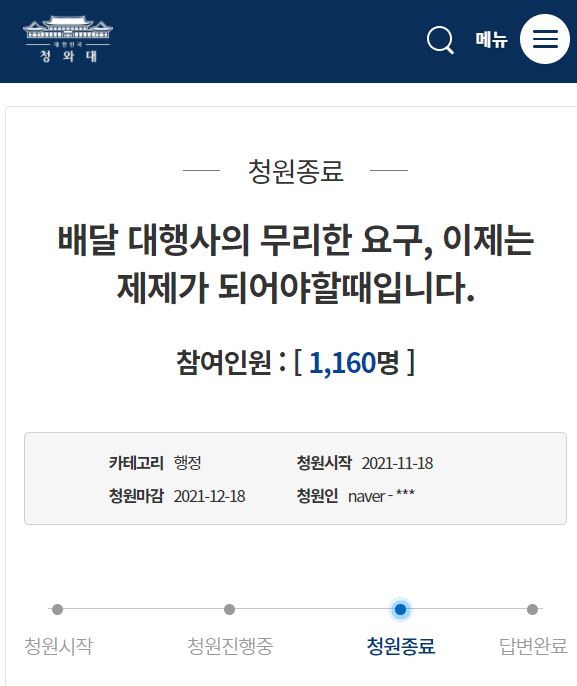 대한민국
청와대
메뉴
청원종료
배달 대행사의 무리한 요구, 이제는
제제가 되어야할때입니다.
참여인원 : [ 1,160명 ]
카테고리 행정 청원시작 2021-11-18
청원마감 2021-12-18 청원인 naver - ***
청원시작 청원진행중 청원종료 답변완료